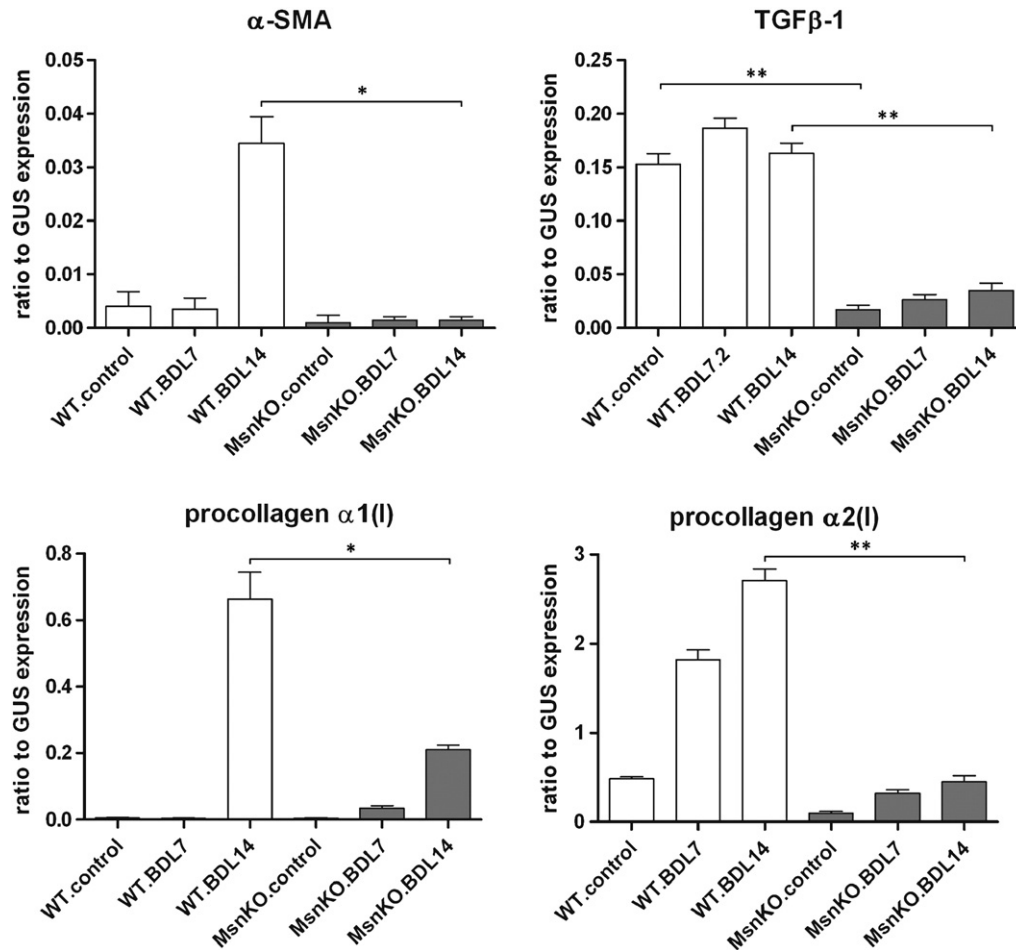 α-SMA
ratio to GUS expression
0.05
0.04
0.03
0.02
0.01
0.00
*
WT.control
WT.BDL7
WT.BDL14
MsnKO.control
MsnKO.BDL7
MsnKO.BDL14
TGFβ-1
ratio to GUS expression
0.25
0.20
0.15
0.10
0.05
0.00
**
**
WT.control
WT.BDL7.2
WT.BDL14
MsnKO.control
MsnKO.BDL7
MsnKO.BDL14
procollagen α1(I)
ratio to GUS expression
0.8
0.6
0.4
0.2
0.0
*
WT.control
WT.BDL7
WT.BDL14
MsnKO.control
MsnKO.BDL7
MsnKO.BDL14
procollagen α2(I)
ratio to GUS expression
3
2
1
0
**
WT.control
WT.BDL7
WT.BDL14
MsnKO.control
MsnKO.BDL7
MsnKO.BDL14